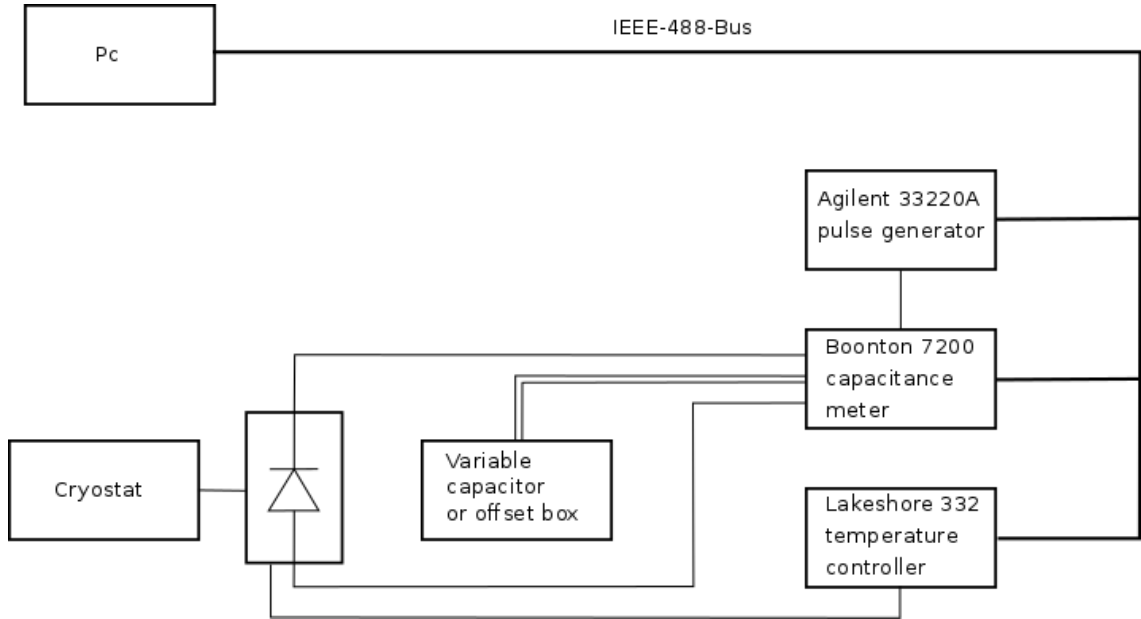 IEEE-488-Bus
Pc
Agilent 33220A
pulse generator
Boonton 7200
capacitance
meter
Variable
capacitor
or offset box
Cryostat
Lakeshore 332
temperature
controller